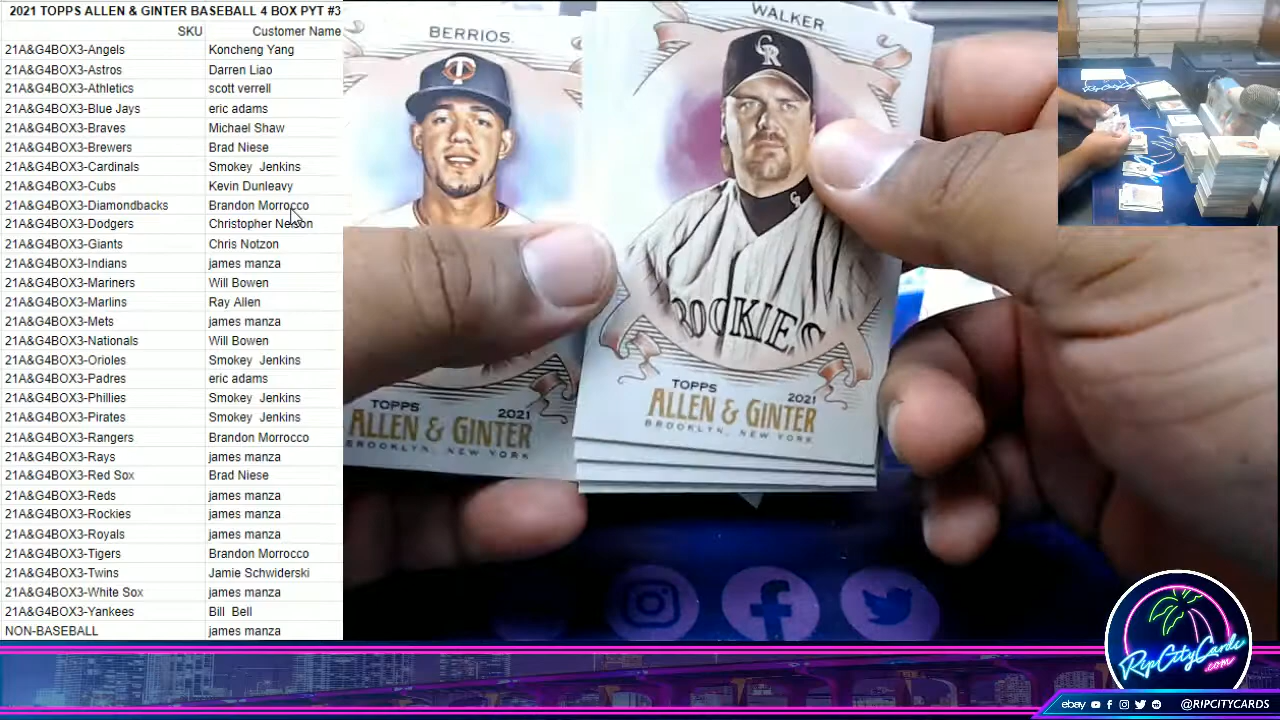 2021 TOPPS ALLEN & GINTER BASEBALL 4 BOX PYT #3
SKU Customer Name
21A&G4BOX3-Angels Koncheng Yang
21A&G4BOX3-Astros Darren Liao
21A&G4BOX3-Athletics scott verrell
21A&G4BOX3-Blue Jays eric adams
21A&G4BOX3-Braves Michael Shaw
21A&G4BOX3-Brewers Brad Niese
21A&G4BOX3-Cardinals Smokey Jenkins
21A&G4BOX3-Cubs Kevin Dunleavy
21A&G4BOX3-Diamondbacks Brandon Morrocco
21A&G4BOX3-Dodgers Christopher Nelson
21A&G4BOX3-Giants Chris Notzon
21A&G4BOX3-Indians james manza
21A&G4BOX3-Mariners Will Bowen
21A&G4BOX3-Marlins Ray Allen
21A&G4BOX3-Mets james manza
21A&G4BOX3-Nationals Will Bowen
21A&G4BOX3-Orioles Smokey Jenkins
21A&G4BOX3-Padres eric adams
21A&G4BOX3-Phillies Smokey Jenkins
21A&G4BOX3-Pirates Smokey Jenkins
21A&G4BOX3-Rangers Brandon Morrocco
21A&G4BOX3-Rays james manza
21A&G4BOX3-Red Sox Brad Niese
21A&G4BOX3-Reds james manza
21A&G4BOX3-Rockies james manza
21A&G4BOX3-Royals james manza
21A&G4BOX3-Tigers Brandon Morrocco
21A&G4BOX3-Twins Jamie Schwiderski
21A&G4BOX3-White Sox james manza
21A&G4BOX3-Yankees Bill Bell
NON-BASEBALL james manza
BERRIOS
TOPPS 2021
ALLEN & GINTER
BROOKLYN, NEW YORK
WALKER
CR
ROCKIES
TOPPS 2021
ALLEN & GINTER
BROOKLYN, NEW YORK
RipCityCards
.com
ebay @RIPCITYCARDS